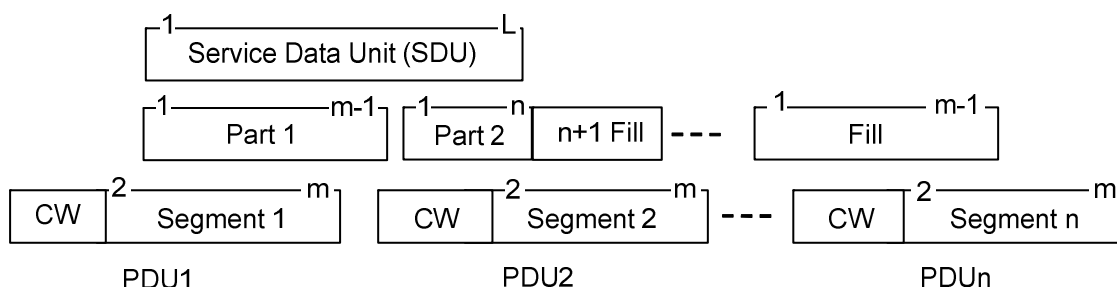 1 L
Service Data Unit (SDU)
1 m-1 1 n 1 m-1
Part 1 Part 2 n+1 Fill Fill
2 m 2 m 2 m
CW Segment 1 CW Segment 2 CW Segment n
PDU1 PDU2 PDUn